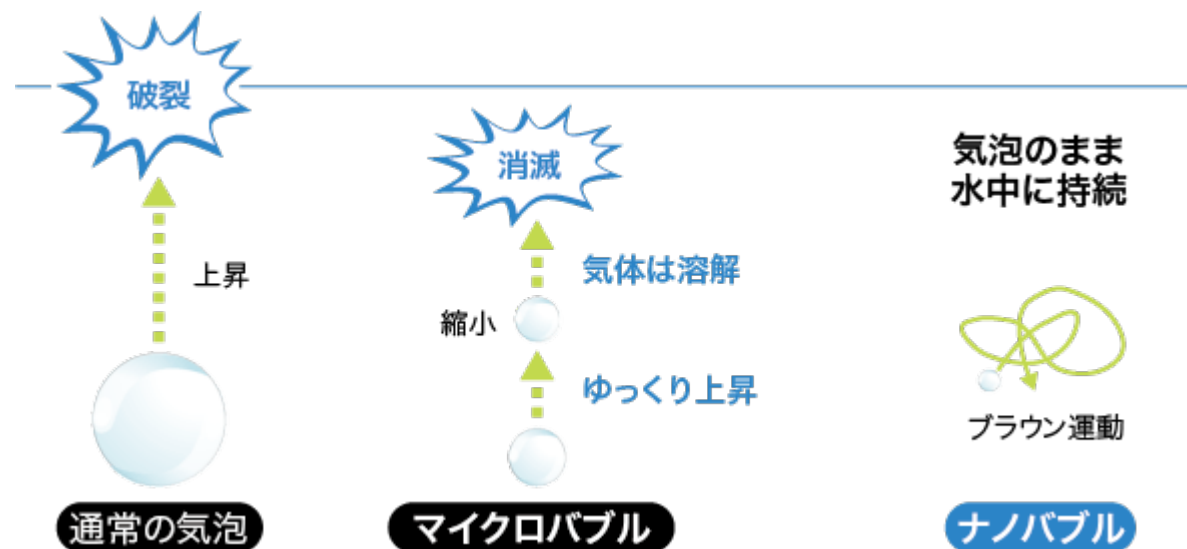 破裂
上昇
通常の気泡
消滅
気体は溶解
縮小
ゆっくり上昇
マイクロバブル
気泡のまま
水中に持続
ブラウン運動
ナノバブル